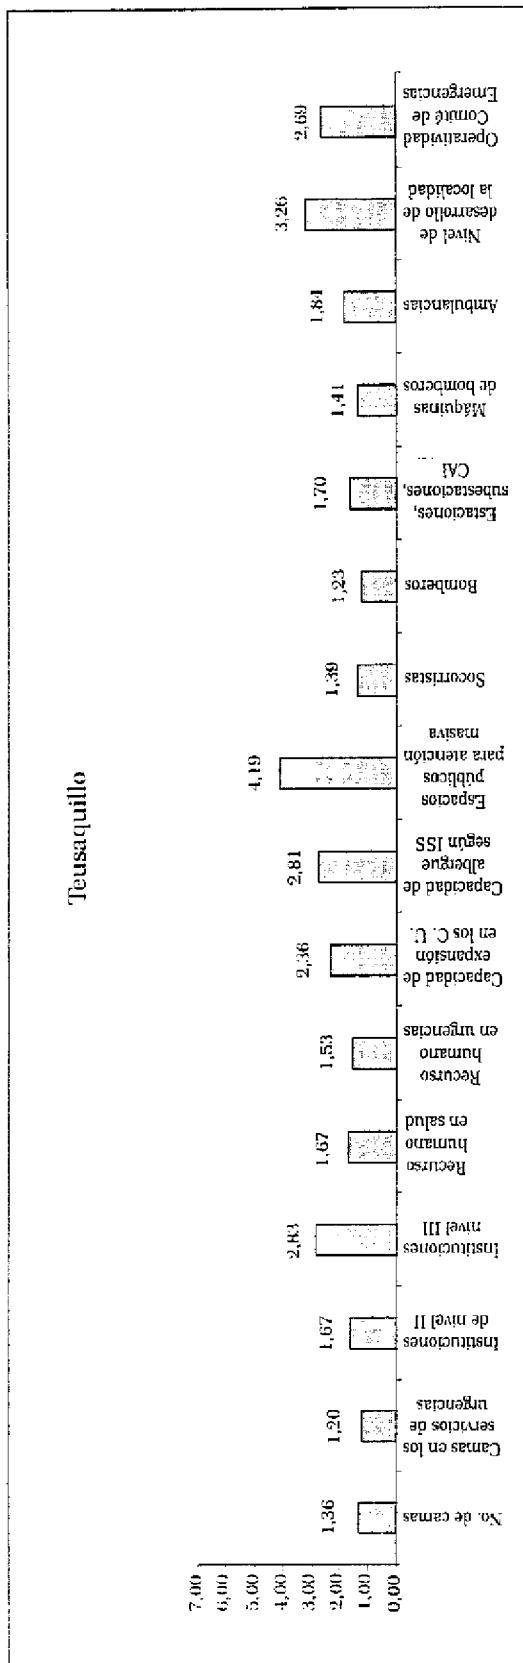 Teusaquillo
7,00
6,00
5,00
4,00
3,00
2,00
1,00
0,00
1,36
1,20
1,67
2,83
1,67
1,53
2,36
2,81
4,19
1,39
1,23
1,70
1,41
1,84
3,26
2,69
No. de camas
Camas en los
servicios de
urgencias
Instituciones
de nivel II
Instituciones
nivel III
Recurso
humano
en salud
Recurso
humano
en urgencias
Capacidad de
expansión
en los C. U.
Capacidad de
albergue
según ISS
Espacios
públicos
para atención
masiva
Socorristas
Bomberos
Estaciones,
subestaciones,
CAI
Máquinas
de bomberos
Ambulancias
Nivel de
desarrollo de
la localidad
Operatividad
Comité de
Emergencias